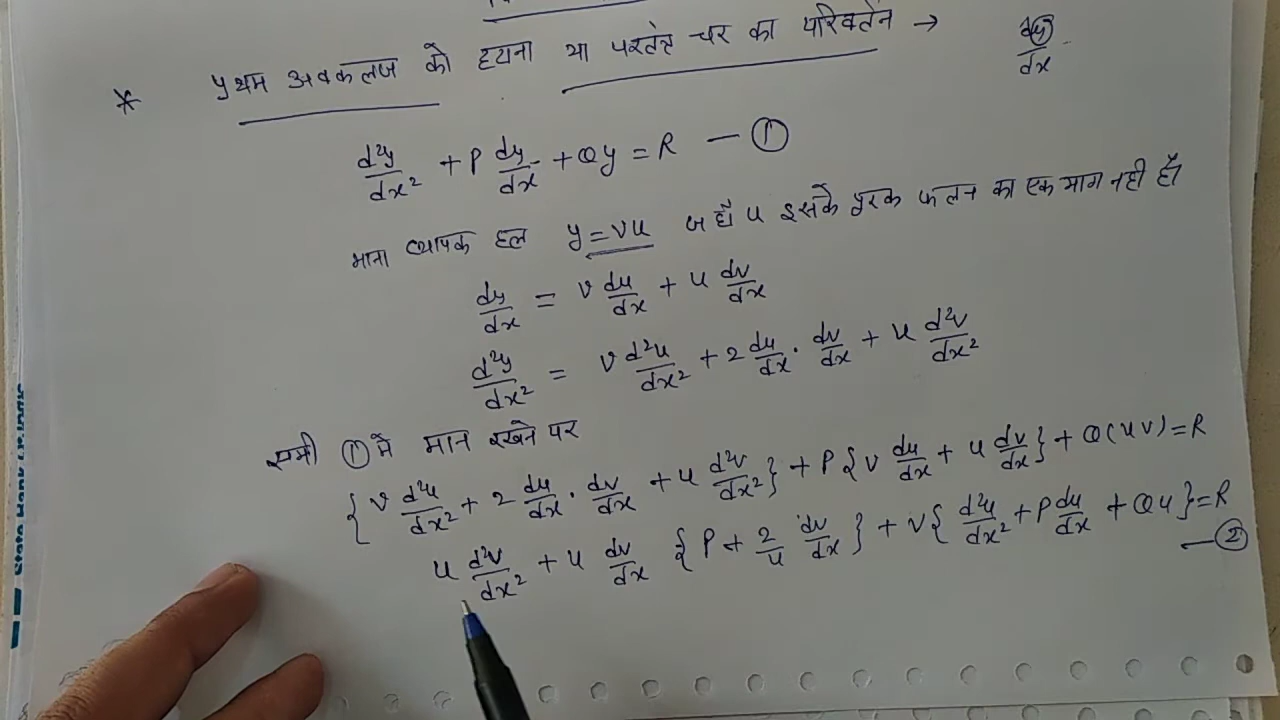 * प्रथम अवकलज को हटाना या परतंत्र चर का परिवर्तन → dy/dx
d²y/dx² + P dy/dx + Qy = R — ①
माना व्यापक हल y = vu जहाँ u इसके पूरक फलन का एक भाग नही है।
dy/dx = v du/dx + u dv/dx
d²y/dx² = v d²u/dx² + 2 du/dx . dv/dx + u d²v/dx²
समी ① में मान रखने पर
{v d²u/dx² + 2 du/dx . dv/dx + u d²v/dx²} + P{v du/dx + u dv/dx} + Q(uv) = R
u d²v/dx² + u dv/dx {P + 2/u dv/dx} + v{d²u/dx² + P du/dx + Qu} = R — ②
State Bank